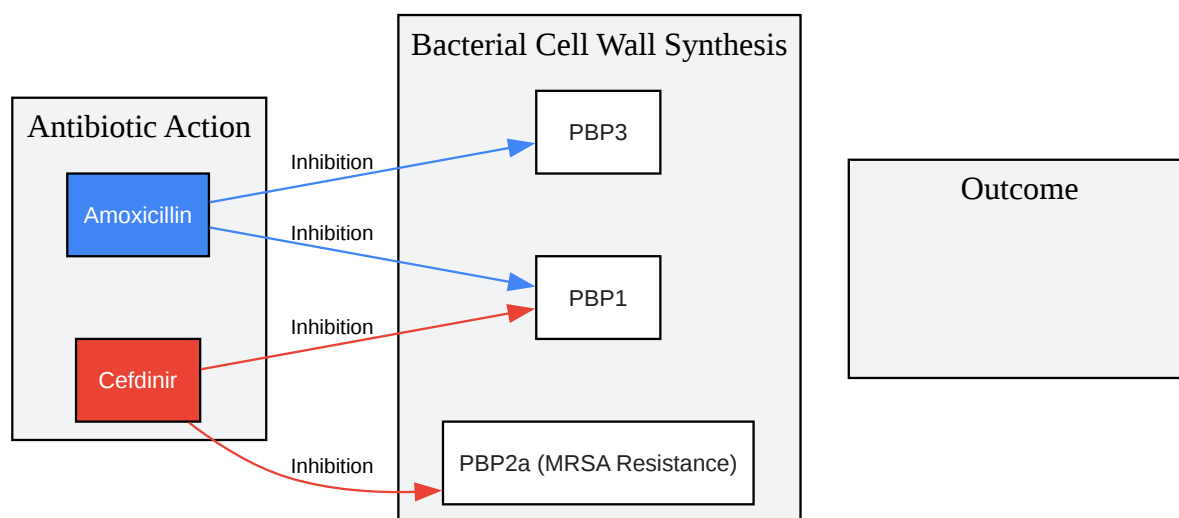 Antibiotic Action
Amoxicillin
Cefdinir
Inhibition
Inhibition
Inhibition
Inhibition
Bacterial Cell Wall Synthesis
PBP3
PBP1
PBP2a (MRSA Resistance)
Outcome